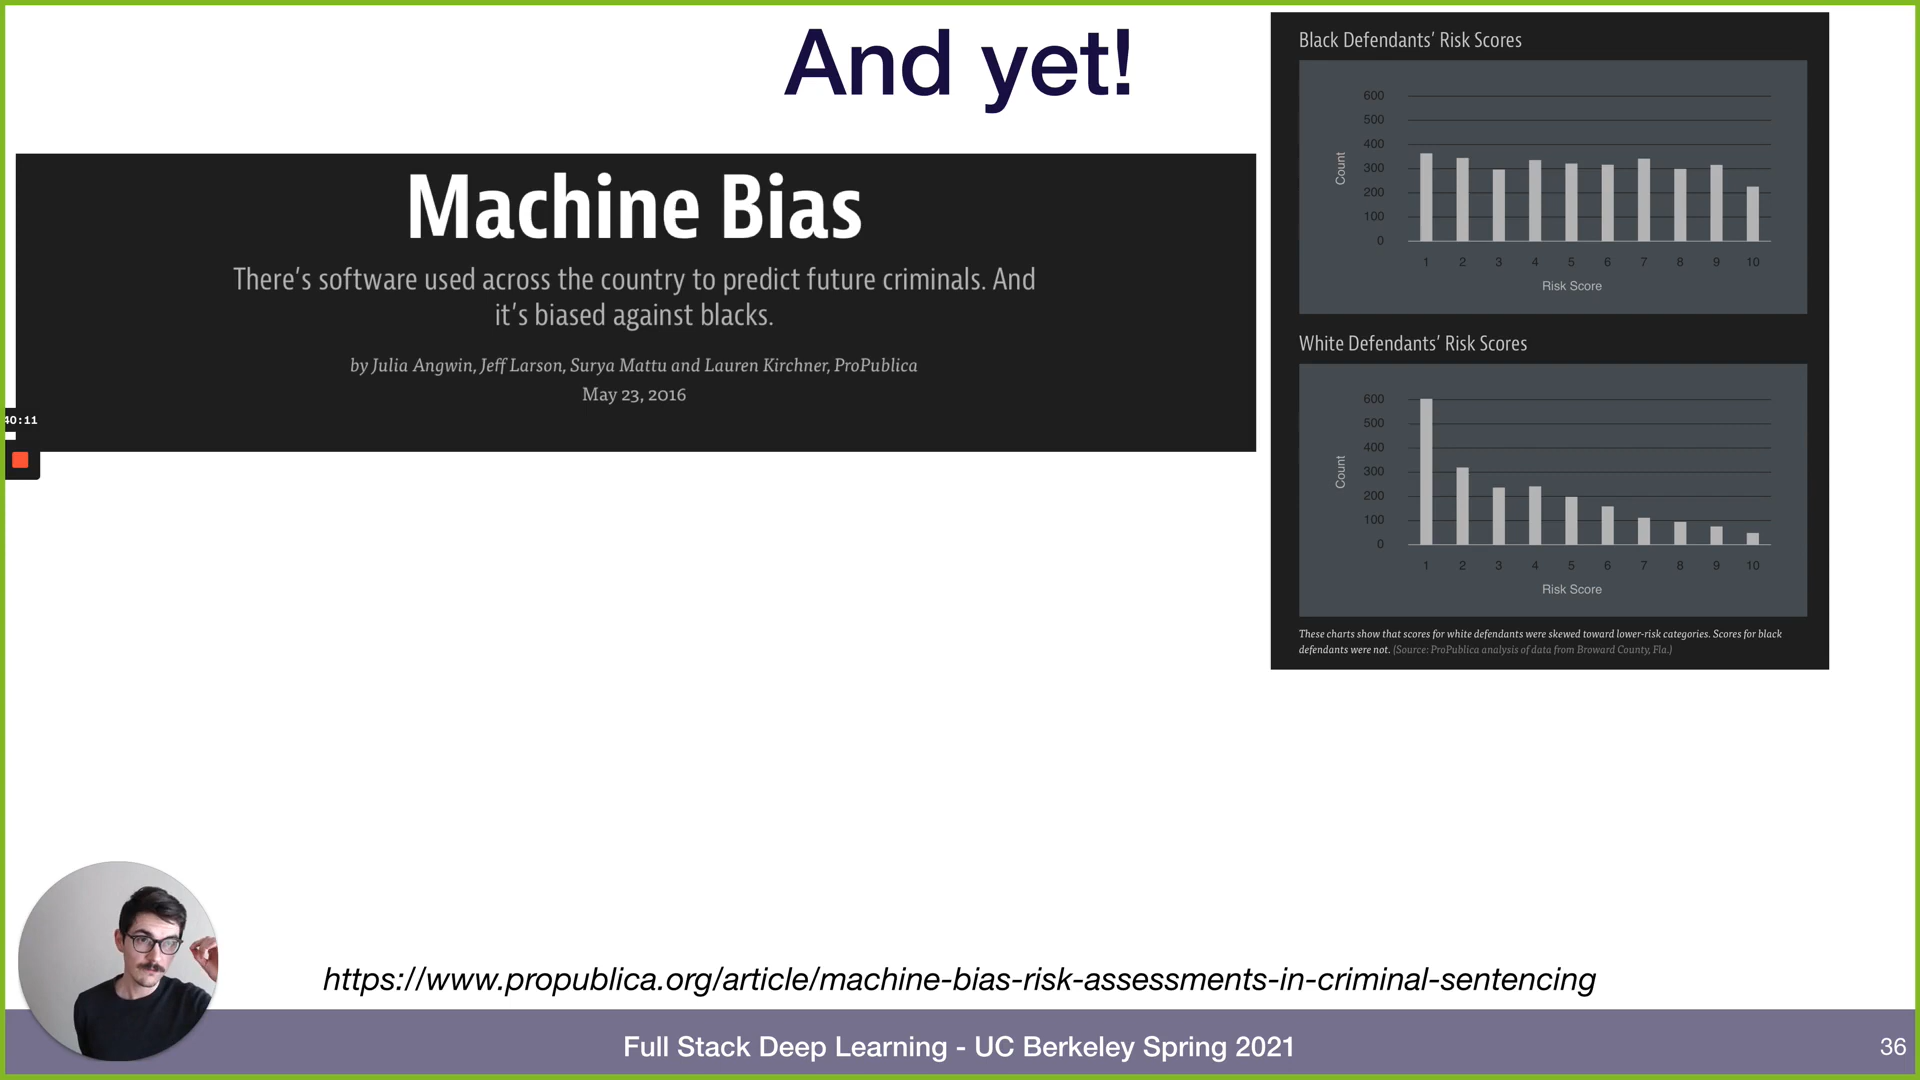 And yet!
Machine Bias
There's software used across the country to predict future criminals. And
it's biased against blacks.
by Julia Angwin, Jeff Larson, Surya Mattu and Lauren Kirchner, ProPublica
May 23, 2016
40:11
Black Defendants' Risk Scores
600
500
400
300
200
100
0
Count
1 2 3 4 5 6 7 8 9 10
Risk Score
White Defendants' Risk Scores
600
500
400
300
200
100
0
Count
1 2 3 4 5 6 7 8 9 10
Risk Score
These charts show that scores for white defendants were skewed toward lower-risk categories. Scores for black
defendants were not. (Source: ProPublica analysis of data from Broward County, Fla.)
https://www.propublica.org/article/machine-bias-risk-assessments-in-criminal-sentencing
Full Stack Deep Learning - UC Berkeley Spring 2021
36